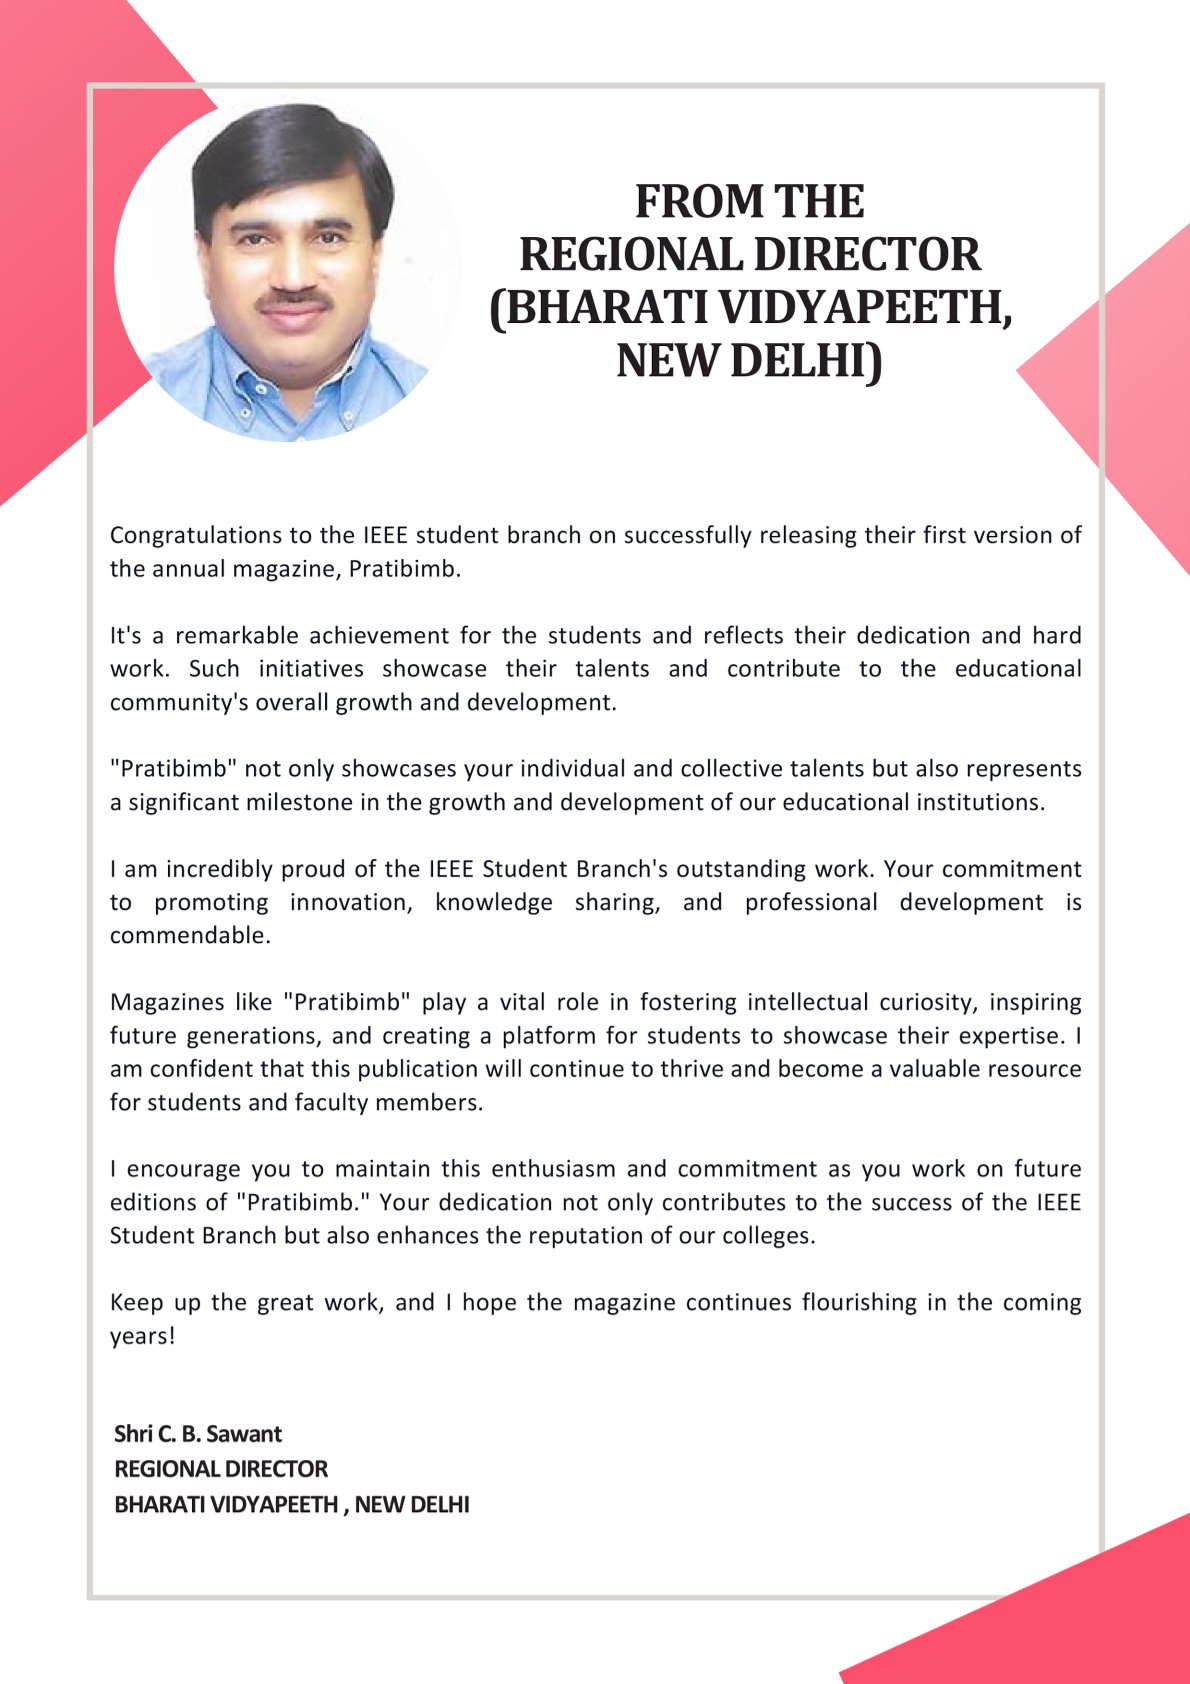 FROM THE
REGIONAL DIRECTOR
(BHARATI VIDYAPEETH,
NEW DELHI)
Congratulations to the IEEE student branch on successfully releasing their first version of
the annual magazine, Pratibimb.
It's a remarkable achievement for the students and reflects their dedication and hard
work. Such initiatives showcase their talents and contribute to the educational
community's overall growth and development.
"Pratibimb" not only showcases your individual and collective talents but also represents
a significant milestone in the growth and development of our educational institutions.
I am incredibly proud of the IEEE Student Branch's outstanding work. Your commitment
to promoting innovation, knowledge sharing, and professional development is
commendable.
Magazines like "Pratibimb" play a vital role in fostering intellectual curiosity, inspiring
future generations, and creating a platform for students to showcase their expertise. I
am confident that this publication will continue to thrive and become a valuable resource
for students and faculty members.
I encourage you to maintain this enthusiasm and commitment as you work on future
editions of "Pratibimb." Your dedication not only contributes to the success of the IEEE
Student Branch but also enhances the reputation of our colleges.
Keep up the great work, and I hope the magazine continues flourishing in the coming
years!
Shri C. B. Sawant
REGIONAL DIRECTOR
BHARATI VIDYAPEETH , NEW DELHI